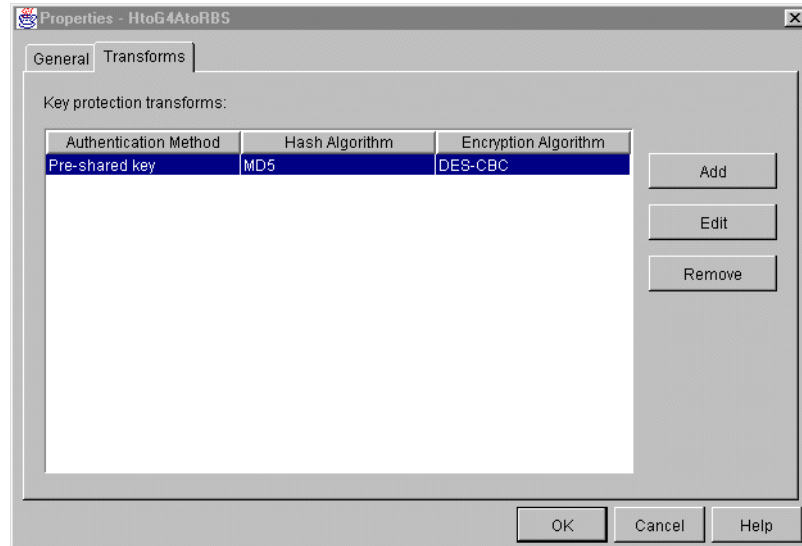 Properties - HtoG4AtoRBS
General Transforms
Key protection transforms:
Authentication Method Hash Algorithm Encryption Algorithm
Pre-shared key MD5 DES-CBC
Add
Edit
Remove
OK Cancel Help